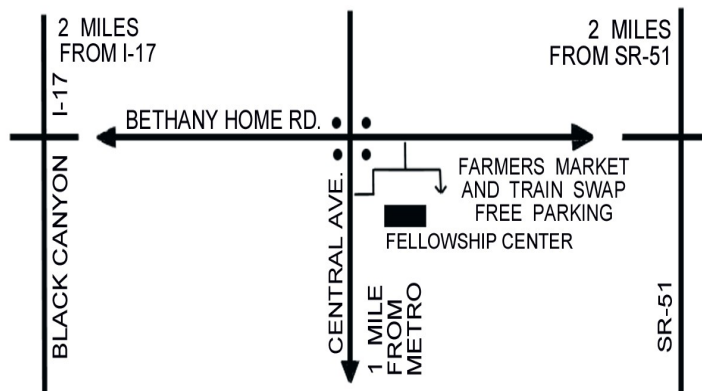 2 MILES
FROM I-17
2 MILES
FROM SR-51
I-17
BETHANY HOME RD.
FARMERS MARKET
AND TRAIN SWAP
FREE PARKING
FELLOWSHIP CENTER
BLACK CANYON
CENTRAL AVE.
1 MILE
FROM
METRO
SR-51